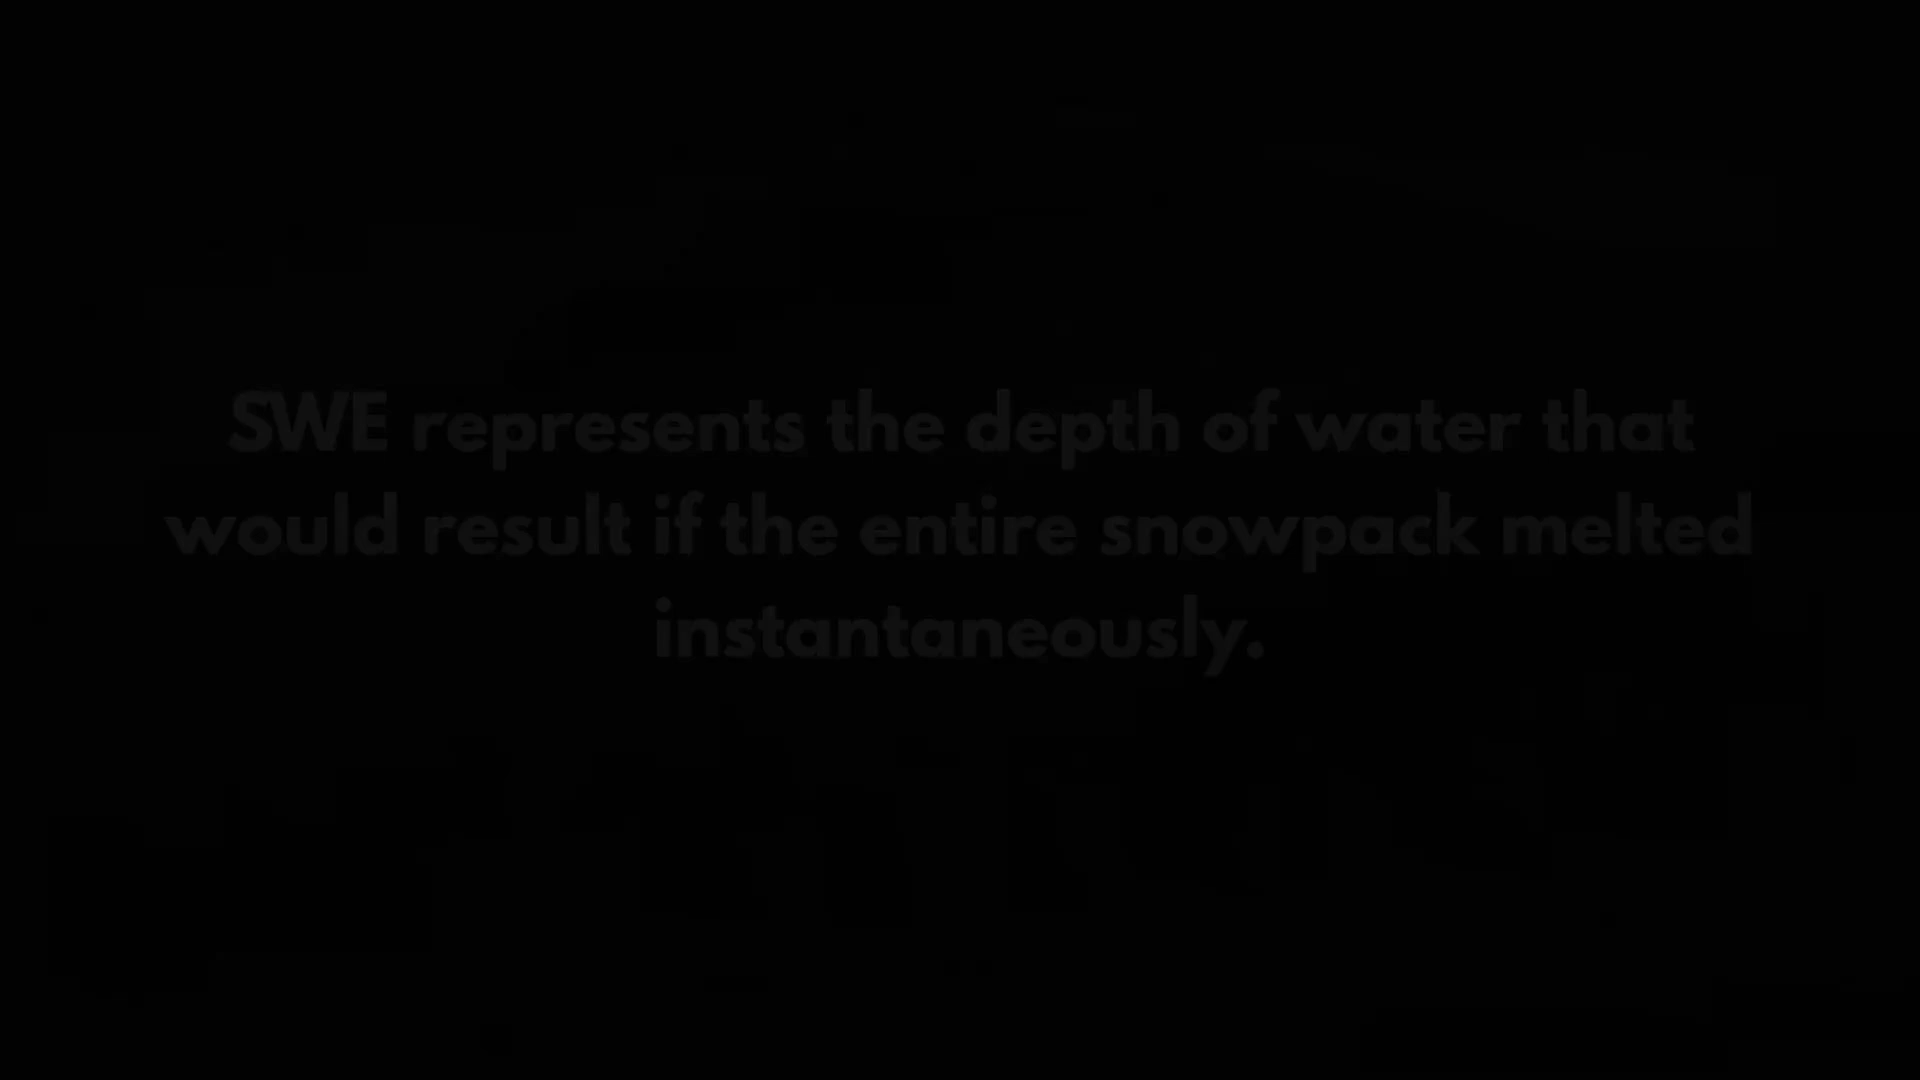 SWE represents the depth of water that
would result if the entire snowpack melted
instantaneously.